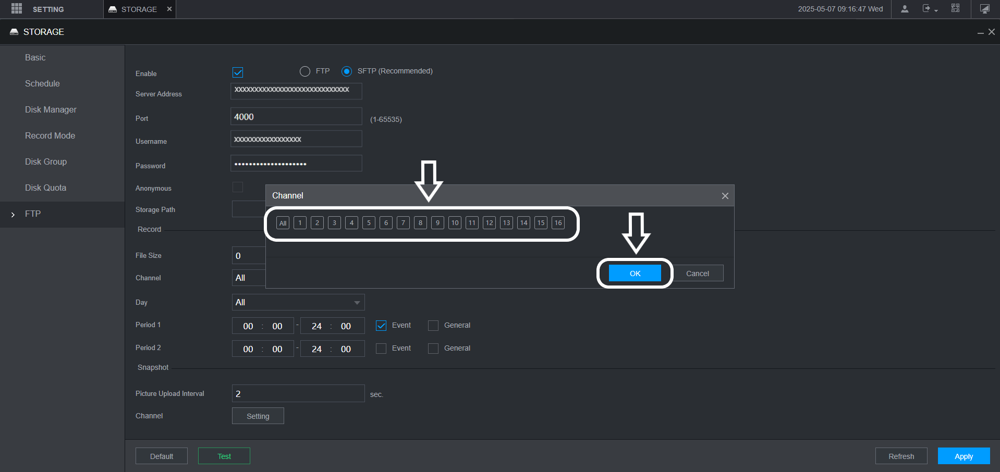 SETTING
STORAGE
2025-05-07 09:16:47 Wed
STORAGE
Basic
Schedule
Disk Manager
Record Mode
Disk Group
Disk Quota
FTP
Enable
FTP
SFTP (Recommended)
Server Address
XXXXXXXXXXXXXXXXXXXXXXXXXXXXX
Port
4000
(1-65535)
Username
XXXXXXXXXXXXXXXXX
Password
••••••••••••••••••••
Anonymous
Storage Path
Channel
All 1 2 3 4 5 6 7 8 9 10 11 12 13 14 15 16
OK
Cancel
Record
File Size
0
Channel
All
Day
All
Period 1
00 : 00 - 24 : 00
Event
General
Period 2
00 : 00 - 24 : 00
Event
General
Snapshot
Picture Upload Interval
2
sec.
Channel
Setting
Default
Test
Refresh
Apply